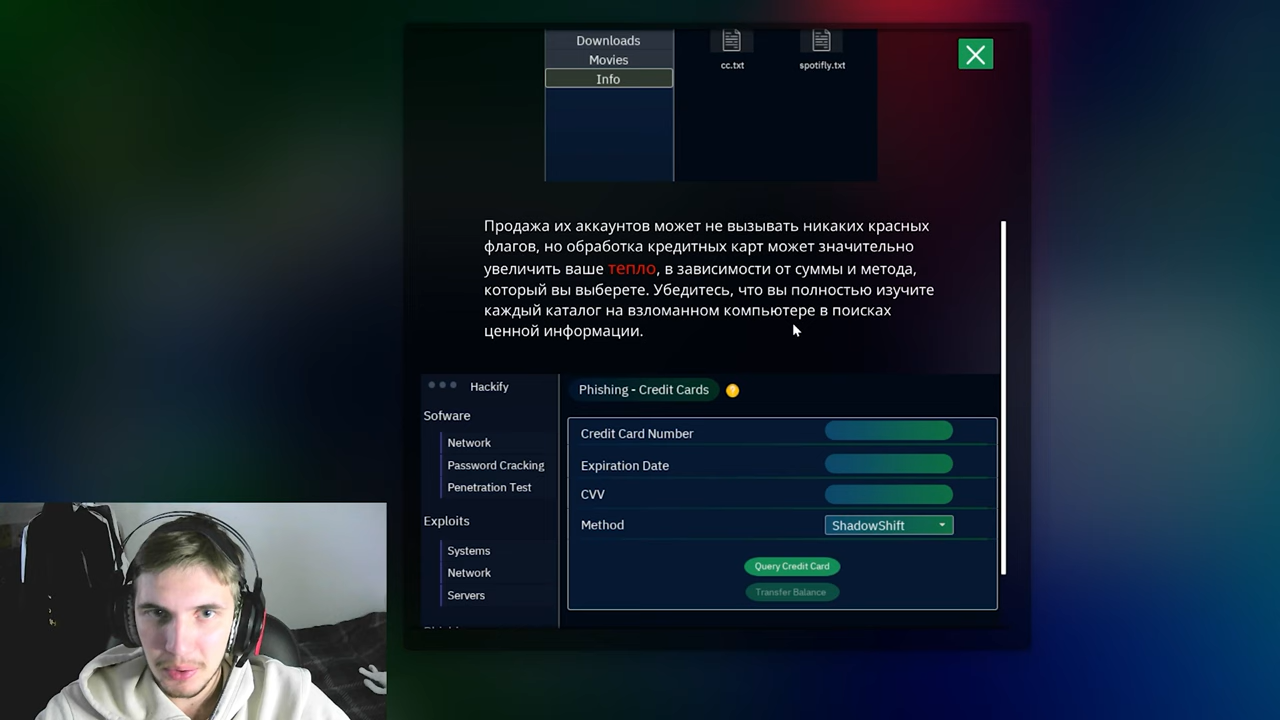 Downloads
Movies
Info
cc.txt
spotifly.txt
Продажа их аккаунтов может не вызывать никаких красных
флагов, но обработка кредитных карт может значительно
увеличить ваше тепло, в зависимости от суммы и метода,
который вы выберете. Убедитесь, что вы полностью изучите
каждый каталог на взломанном компьютере в поисках
ценной информации.
Hackify
Sofware
Network
Password Cracking
Penetration Test
Exploits
Systems
Network
Servers
Phishing - Credit Cards
?
Credit Card Number
Expiration Date
CVV
Method
ShadowShift
Query Credit Card
Transfer Balance